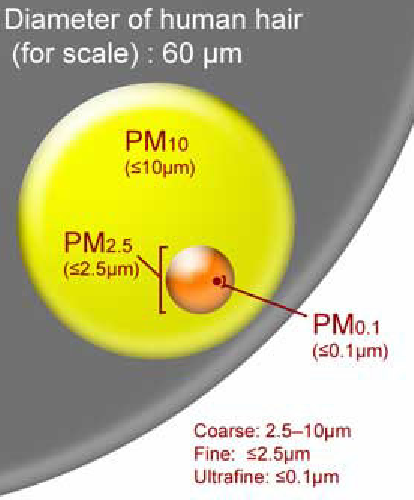 Diameter of human hair
(for scale) : 60 µm
PM10
(≤10µm)
PM2.5
(≤2.5µm)
PM0.1
(≤0.1µm)
Coarse: 2.5–10µm
Fine: ≤2.5µm
Ultrafine: ≤0.1µm